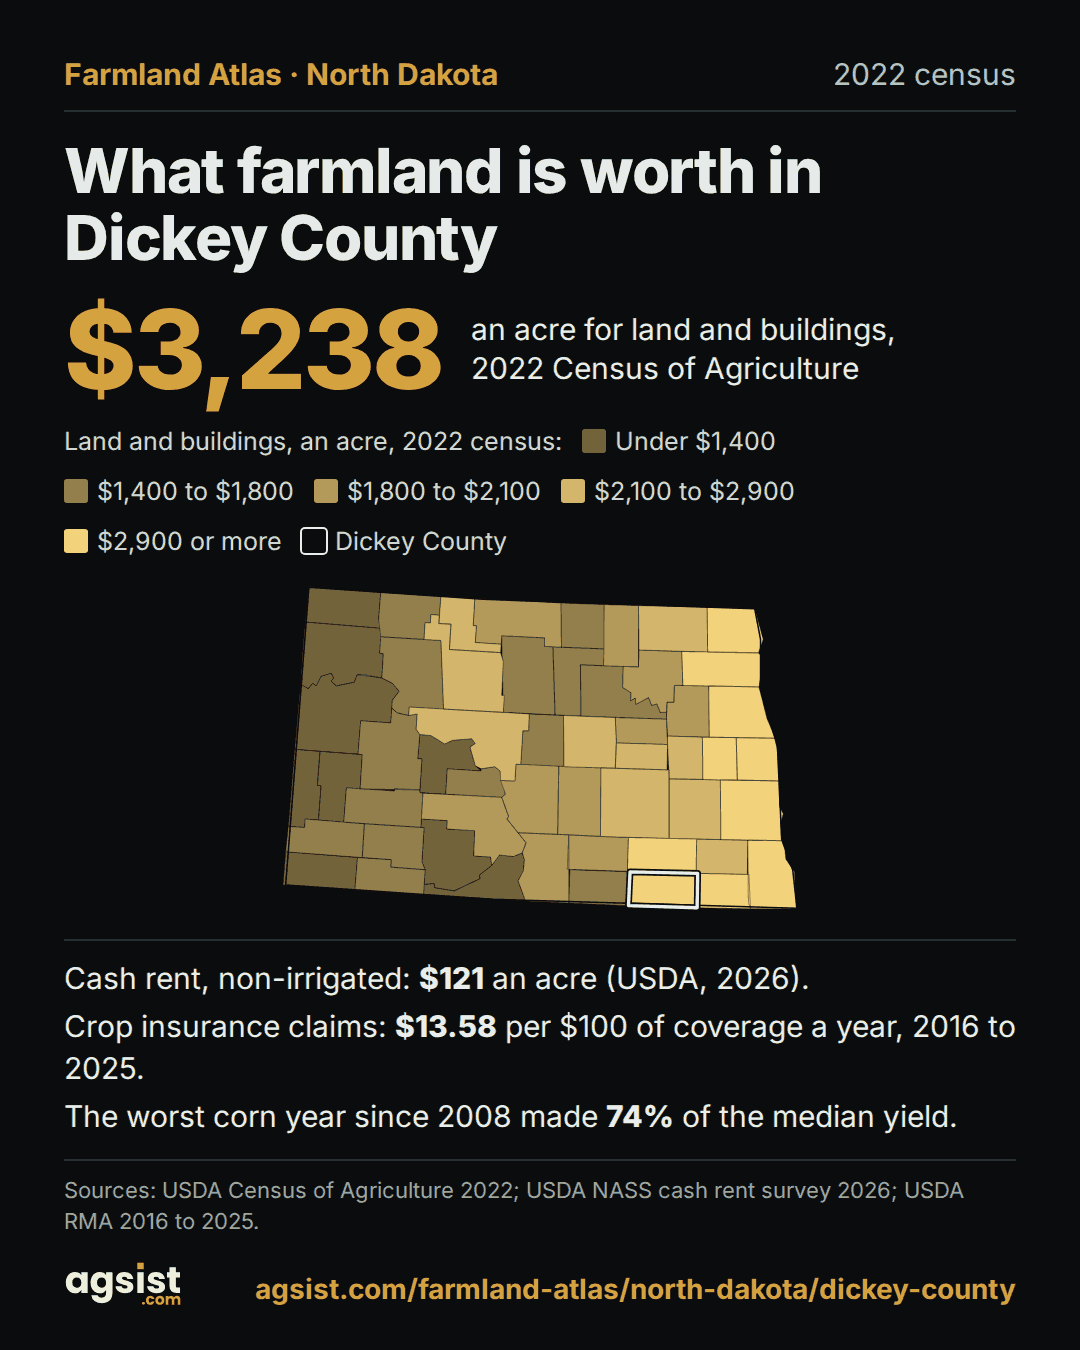 Farmland Atlas · North Dakota 2022 census
What farmland is worth in
Dickey County
$3,238 an acre for land and buildings,
2022 Census of Agriculture
Land and buildings, an acre, 2022 census: Under $1,400
$1,400 to $1,800 $1,800 to $2,100 $2,100 to $2,900
$2,900 or more Dickey County
Cash rent, non-irrigated: $121 an acre (USDA, 2026).
Crop insurance claims: $13.58 per $100 of coverage a year, 2016 to
2025.
The worst corn year since 2008 made 74% of the median yield.
Sources: USDA Census of Agriculture 2022; USDA NASS cash rent survey 2026; USDA
RMA 2016 to 2025.
agsist.com agsist.com/farmland-atlas/north-dakota/dickey-county